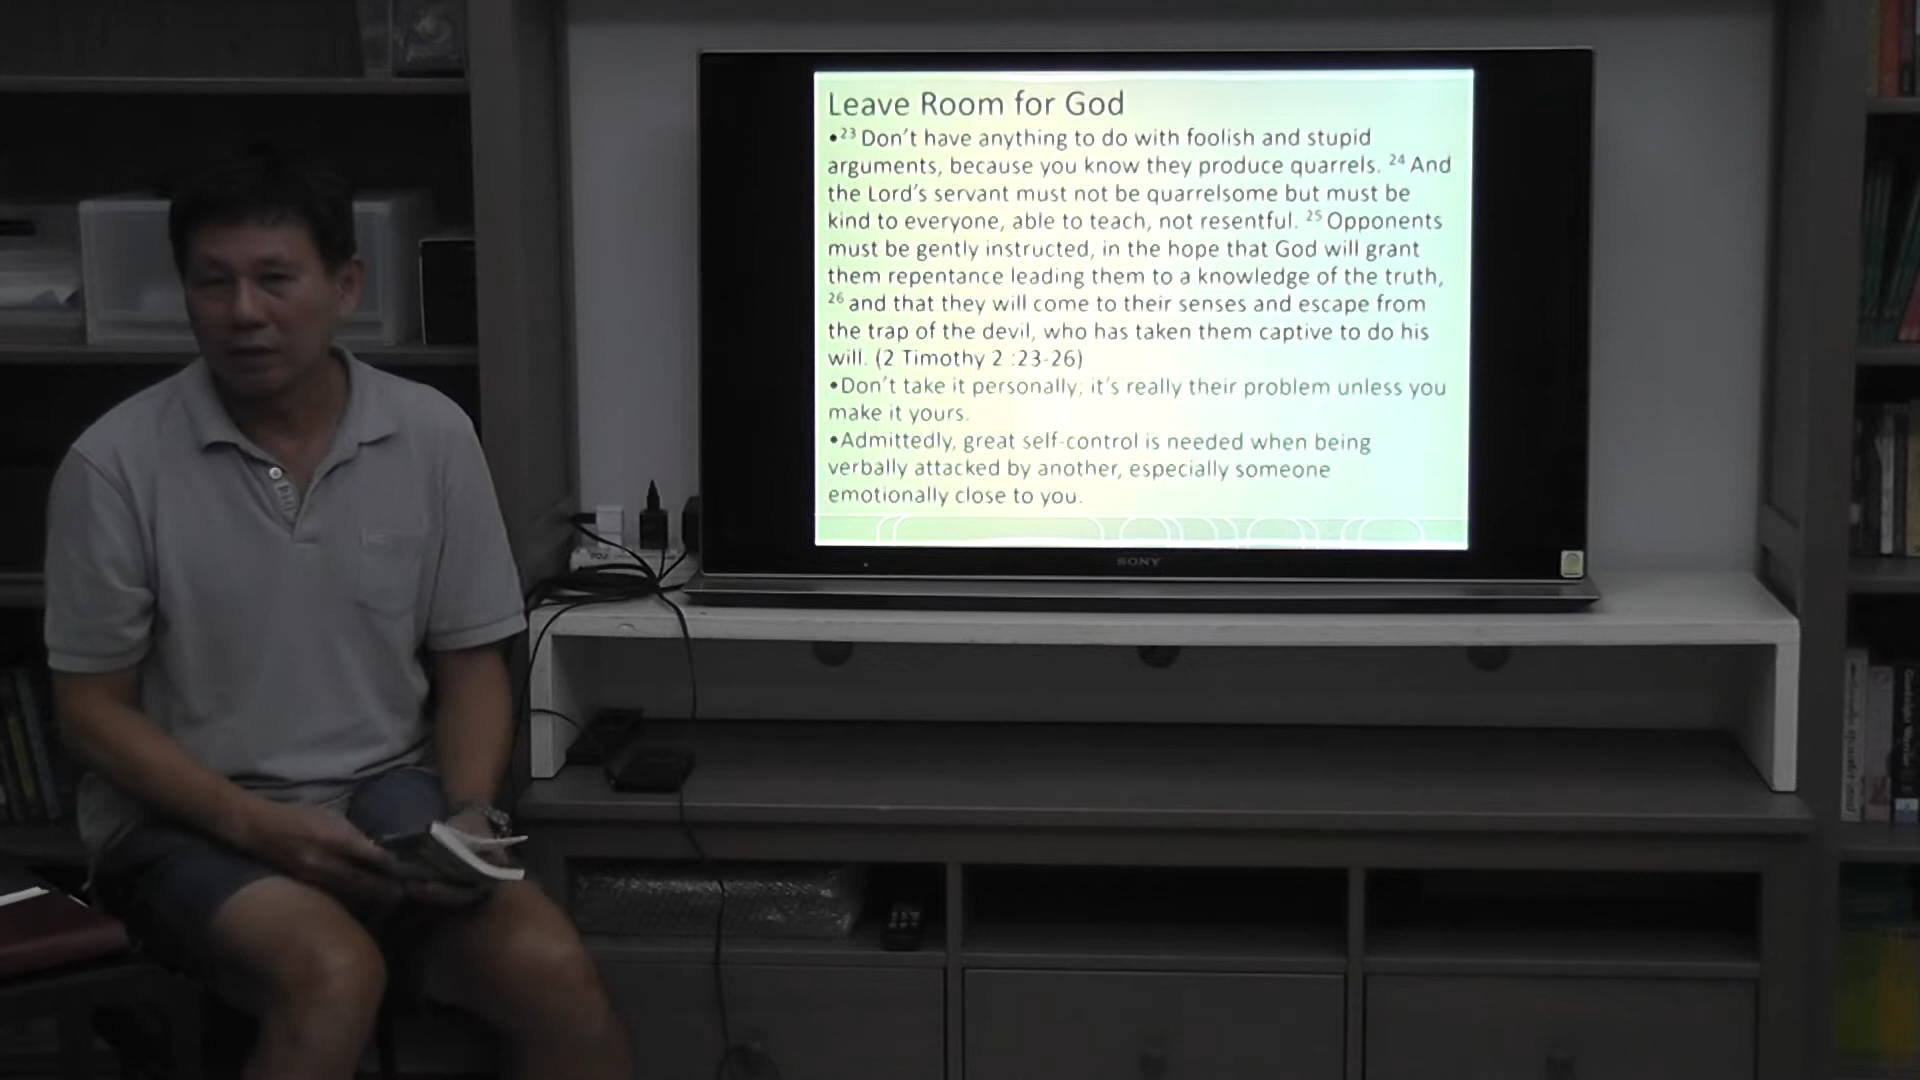 Leave Room for God
•²³ Don't have anything to do with foolish and stupid
arguments, because you know they produce quarrels. ²⁴ And
the Lord's servant must not be quarrelsome but must be
kind to everyone, able to teach, not resentful. ²⁵ Opponents
must be gently instructed, in the hope that God will grant
them repentance leading them to a knowledge of the truth,
²⁶ and that they will come to their senses and escape from
the trap of the devil, who has taken them captive to do his
will. (2 Timothy 2 :23-26)
•Don't take it personally; it's really their problem unless you
make it yours.
•Admittedly, great self-control is needed when being
verbally attacked by another, especially someone
emotionally close to you.
SONY